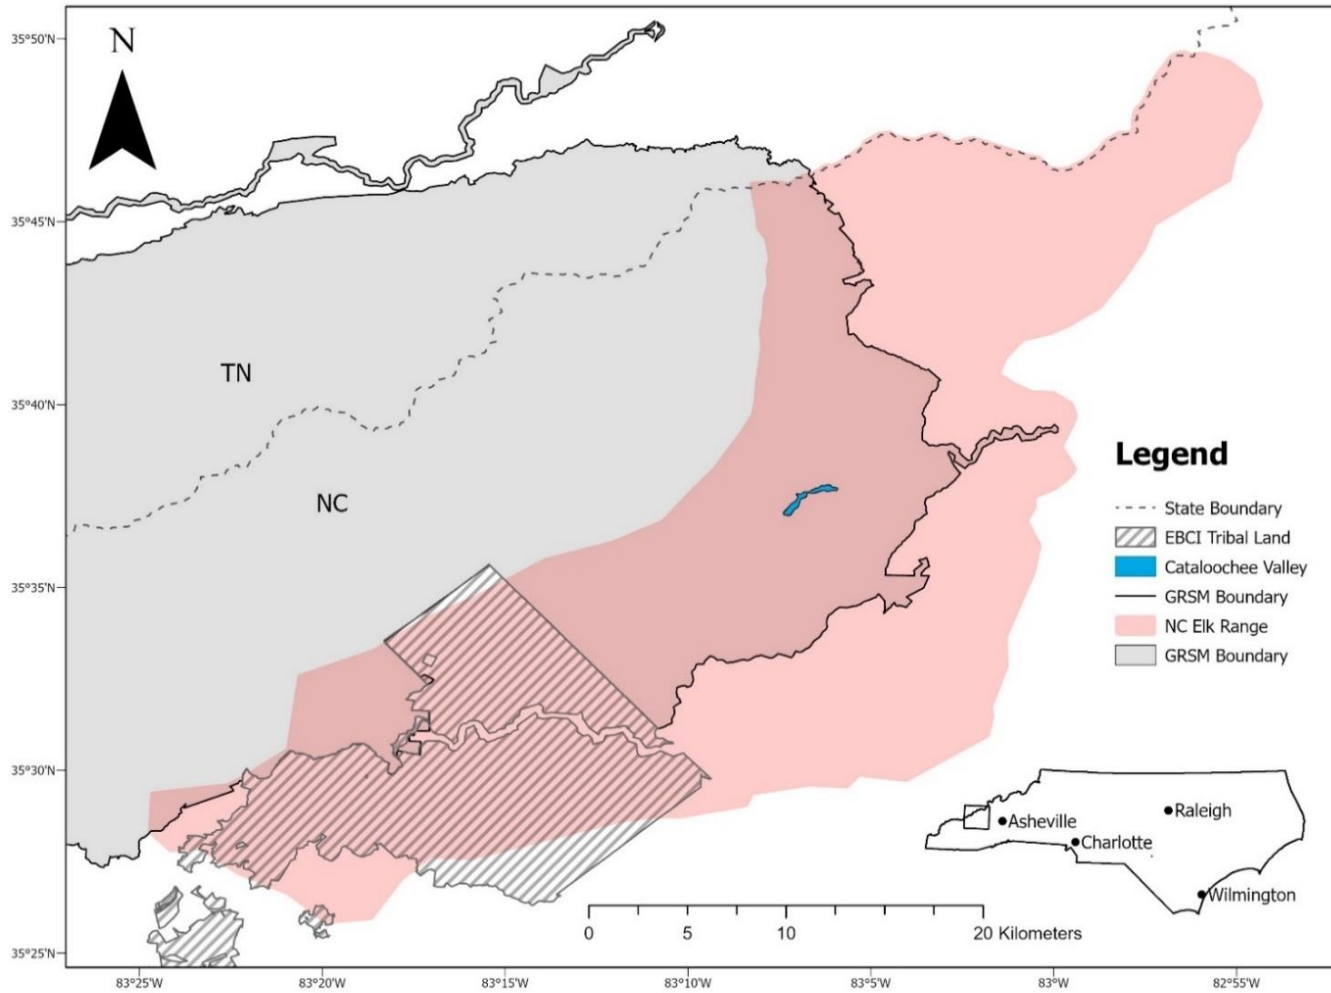 35°50'N
N
35°45'N
TN
35°40'N
NC
35°35'N
35°30'N
35°25'N
Legend
State Boundary
EBCI Tribal Land
Cataloochee Valley
GRSM Boundary
NC Elk Range
GRSM Boundary
Raleigh
Asheville
Charlotte
Wilmington
0 5 10 20 Kilometers
83°25'W 83°20'W 83°15'W 83°10'W 83°5'W 83°W 82°55'W